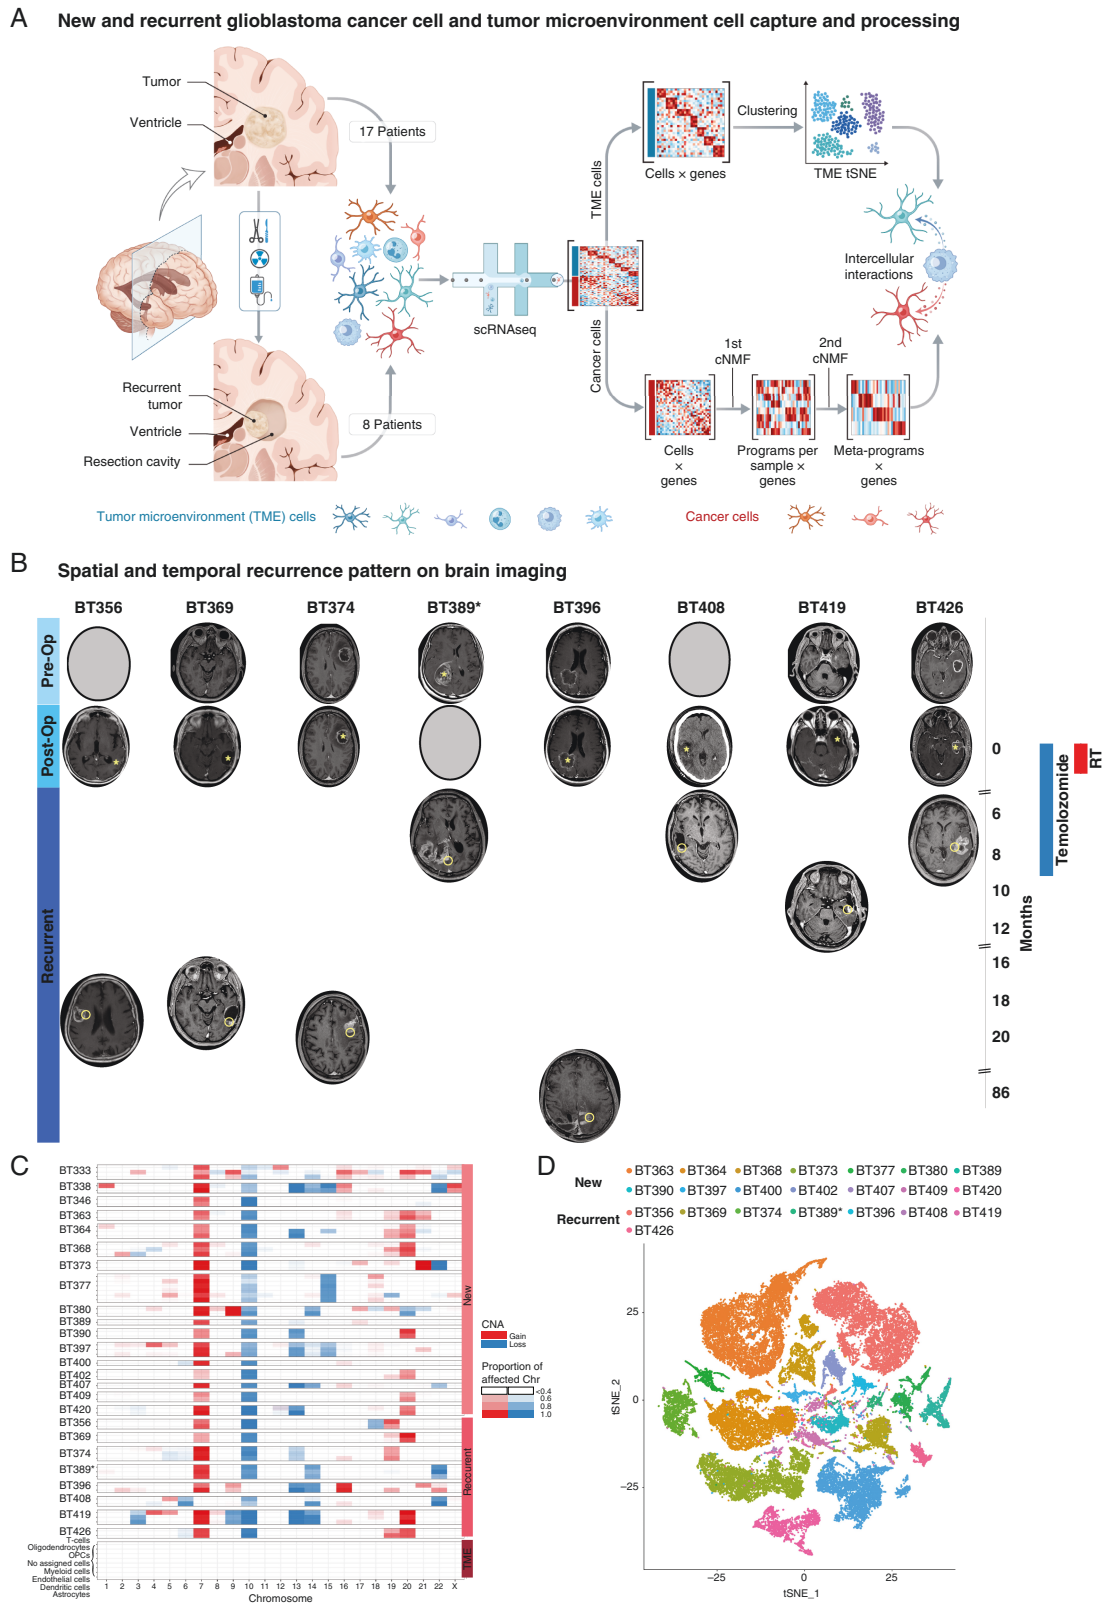 A New and recurrent glioblastoma cancer cell and tumor microenvironment cell capture and processing
Tumor
Ventricle
17 Patients
Recurrent
tumor
Ventricle
Resection cavity
8 Patients
scRNAseq
TME cells
Cancer cells
Cells × genes
Clustering
TME tSNE
Intercellular
interactions
1st
cNMF
2nd
cNMF
Cells
×
genes
Programs per
sample ×
genes
Meta-programs
×
genes
Tumor microenvironment (TME) cells
Cancer cells
B Spatial and temporal recurrence pattern on brain imaging
BT356 BT369 BT374 BT389* BT396 BT408 BT419 BT426
Pre-Op
Post-Op
Recurrent
0
6
8
10
12
16
18
20
86
Months
Temolozomide
RT
C
BT333
BT338
BT346
BT363
BT364
BT368
BT373
BT377
BT380
BT389
BT390
BT397
BT400
BT402
BT407
BT409
BT420
BT356
BT369
BT374
BT389*
BT396
BT408
BT419
BT426
T-cells
Oligodendrocytes
OPCs
No assigned cells
Myeloid cells
Endothelial cells
Dendritic cells
Astrocytes
New
Reccurent
TME
1 2 3 4 5 6 7 8 9 10 11 12 13 14 15 16 17 18 19 20 21 22 X
Chromosome
CNA
Gain
Loss
Proportion of
affected Chr
<0.4
0.6
0.8
1.0
D
New
BT363 BT364 BT368 BT373 BT377 BT380 BT389
BT390 BT397 BT400 BT402 BT407 BT409 BT420
Recurrent
BT356 BT369 BT374 BT389* BT396 BT408 BT419
BT426
tSNE_2
25
0
−25
−25 0 25
tSNE_1